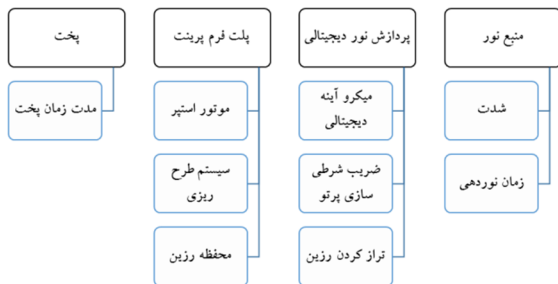 منبع نور
شدت
زمان نوردهی
پردازش نور دیجیتالی
میکرو آینه
دیجیتالی
ضریب شرطی
سازی پرتو
تراز کردن رزین
پلت فرم پرینت
موتور استپر
سیستم طرح
ریزی
محفظه رزین
پخت
مدت زمان پخت